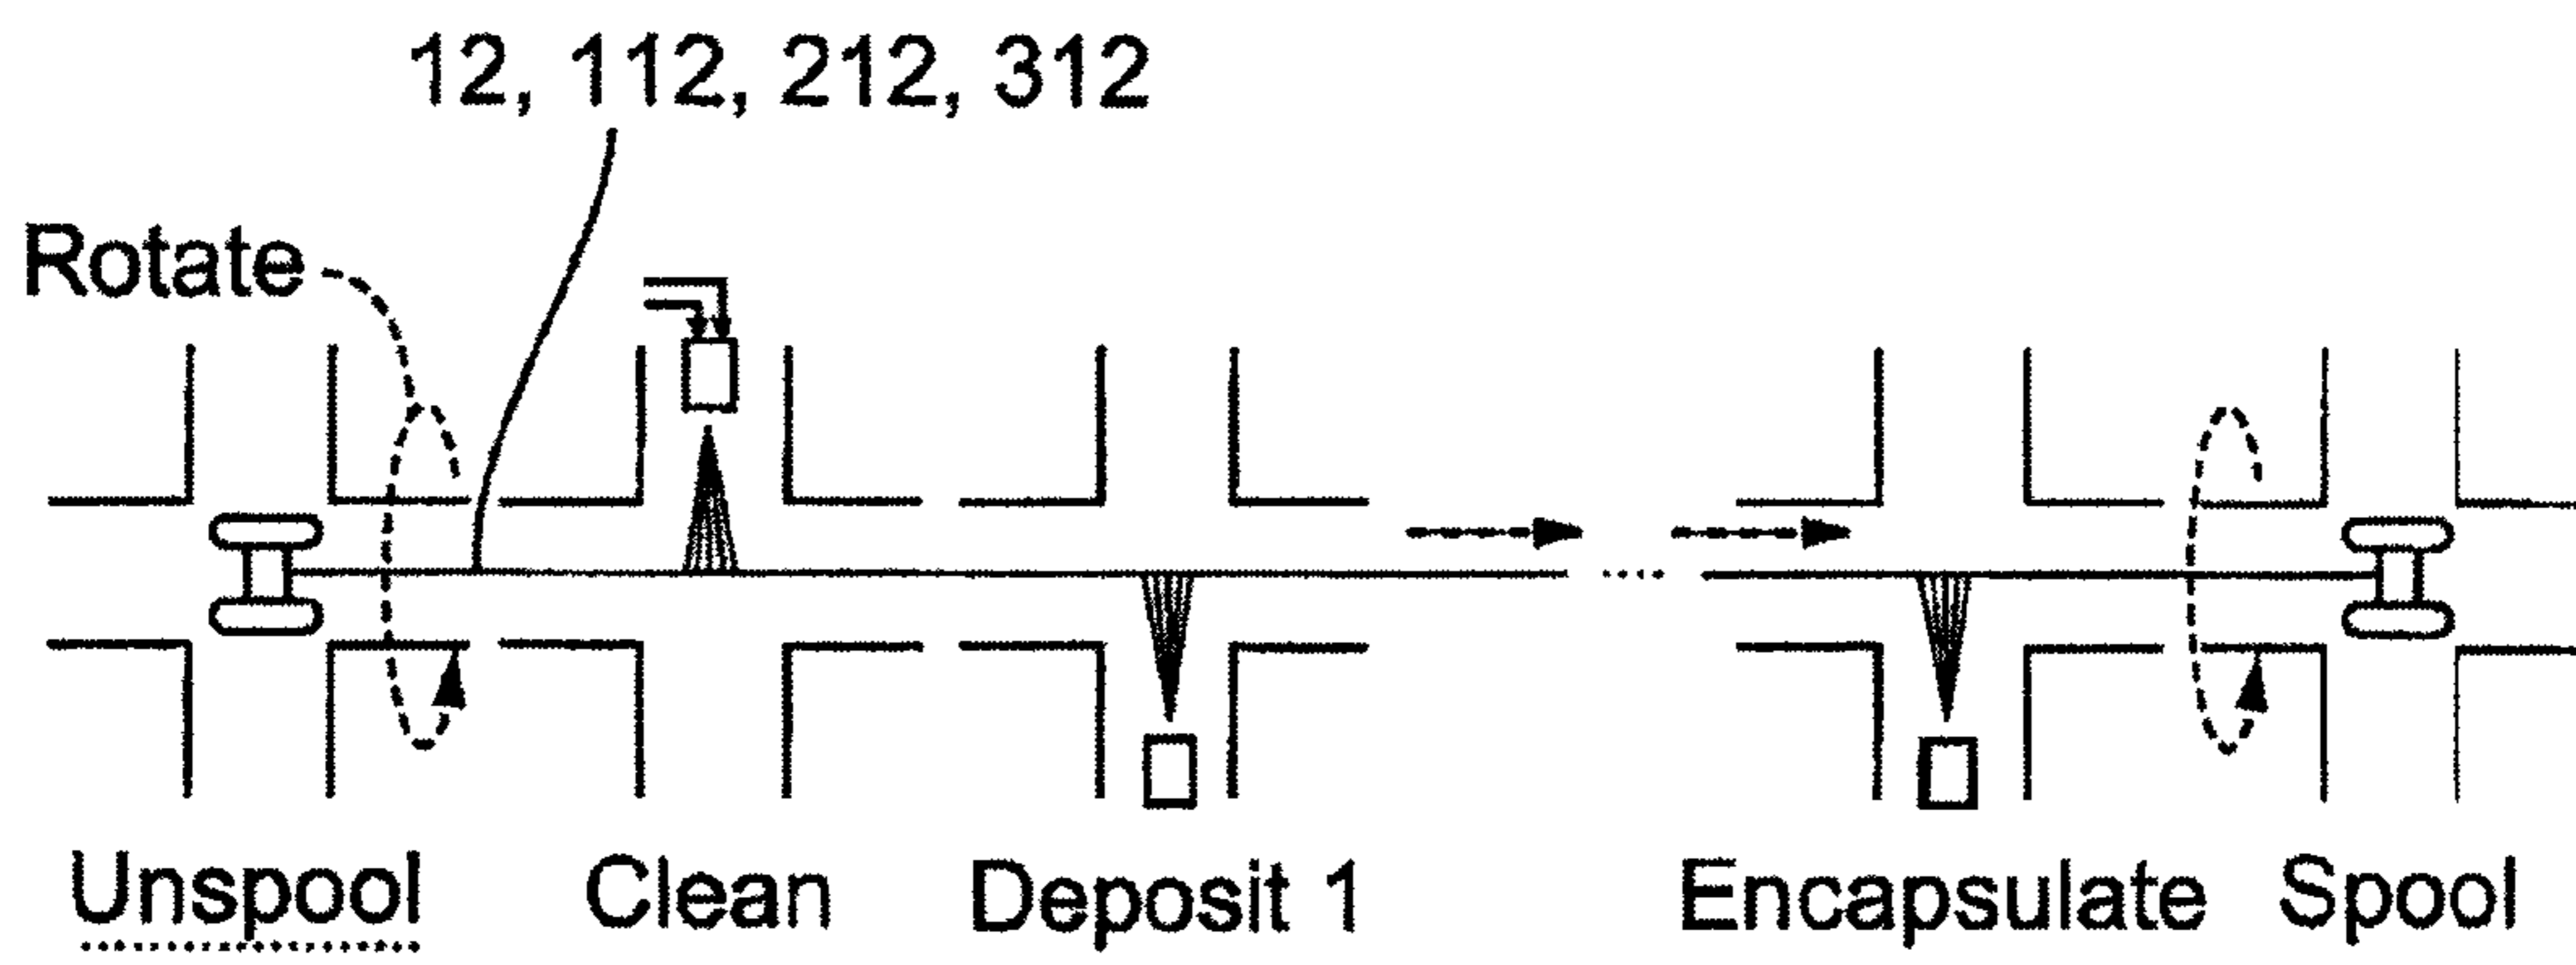 12, 112, 212, 312
Rotate
Unspool Clean Deposit 1 Encapsulate Spool